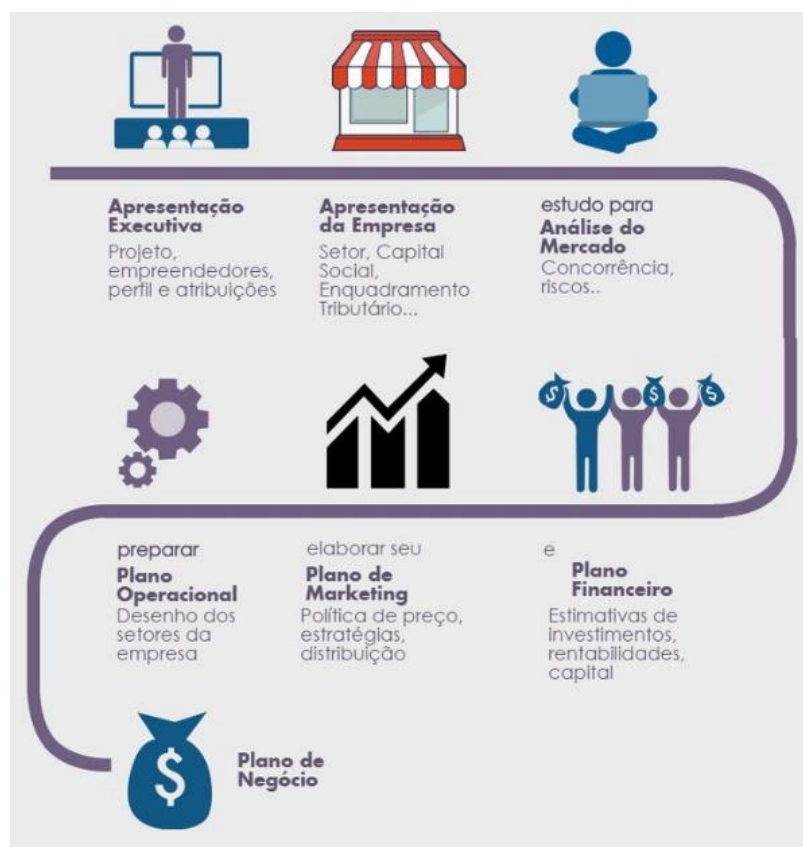 Apresentação
Executiva
Projeto,
empreendedores,
perfil e atribuições
Apresentação
da Empresa
Setor, Capital
Social,
Enquadramento
Tributário...
estudo para
Análise do
Mercado
Concorrência,
riscos..
$ $ $
preparar
Plano
Operacional
Desenho dos
setores da
empresa
elaborar seu
Plano de
Marketing
Política de preço,
estratégias,
distribuição
e
Plano
Financeiro
Estimativas de
investimentos,
rentabilidades,
capital
$
Plano de
Negócio